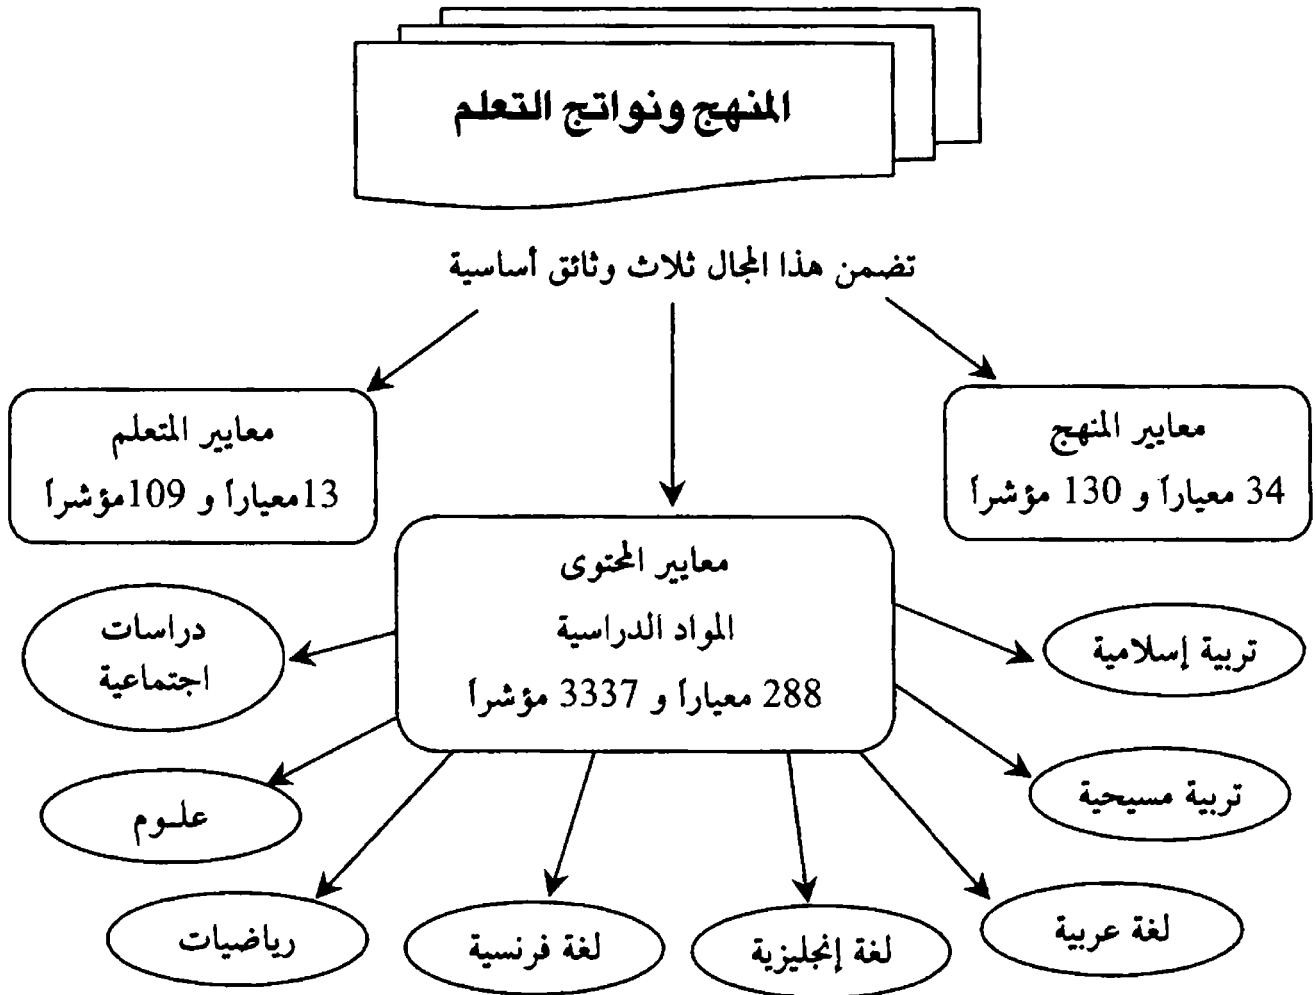 المنهج ونواتج التعلم
تضمن هذا المجال ثلاث وثائق أساسية
معايير المنهج
34 معياراً و 130 مؤشراً
معايير المتعلم
13معياراً و 109مؤشراً
معايير المحتوى
المواد الدراسية
288 معياراً و 3337 مؤشراً
تربية إسلامية
تربية مسيحية
لغة عربية
لغة إنجليزية
لغة فرنسية
رياضيات
علـوم
دراسات
اجتماعية